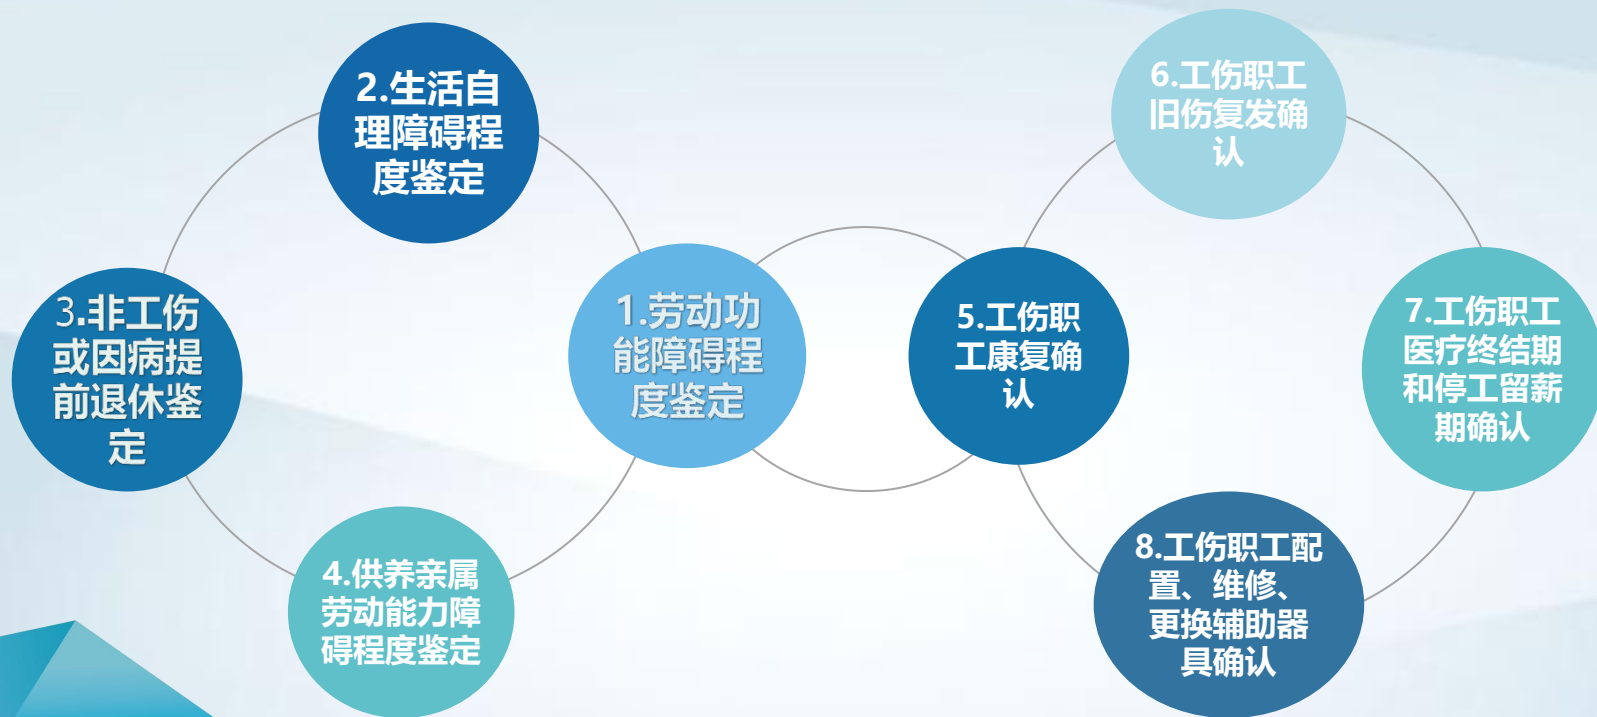 1.劳动功
能障碍程
度鉴定
2.生活自
理障碍程
度鉴定
3.非工伤
或因病提
前退休鉴
定
4.供养亲属
劳动能力障
碍程度鉴定
5.工伤职
工康复确
认
6.工伤职工
旧伤复发确
认
7.工伤职工
医疗终结期
和停工留薪
期确认
8.工伤职工配
置、维修、
更换辅助器
具确认